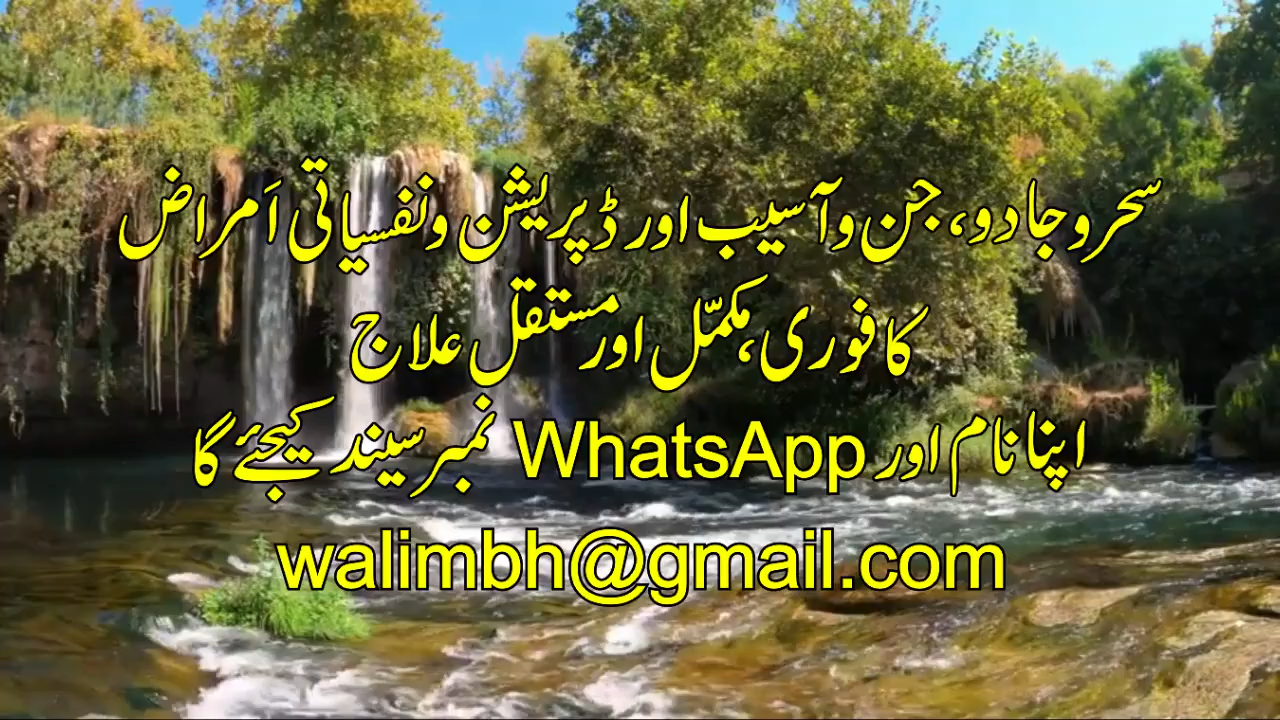 سحر و جادو، جن و آسیب اور ڈپریشن و نفسیاتی اَمراض
کا فوری، مکمّل اور مستقل علاج
اپنا نام اور WhatsApp نمبر سیند کیجئے گا
walimbh@gmail.com